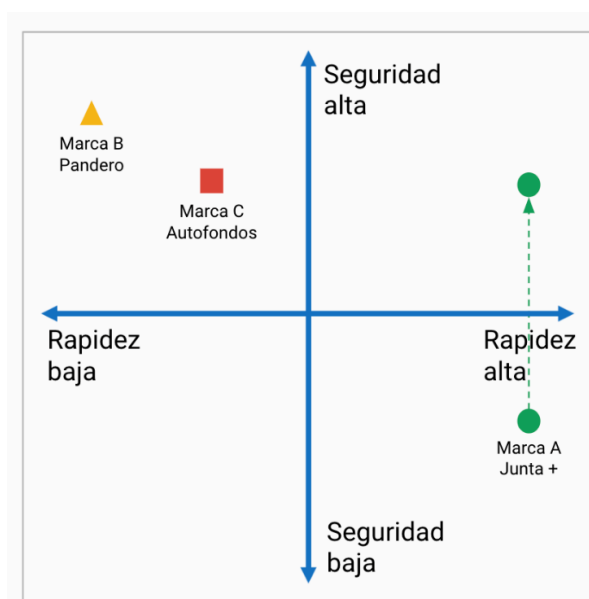 Seguridad
alta
Marca B
Pandero
Marca C
Autofondos
Rapidez
baja
Rapidez
alta
Marca A
Junta +
Seguridad
baja